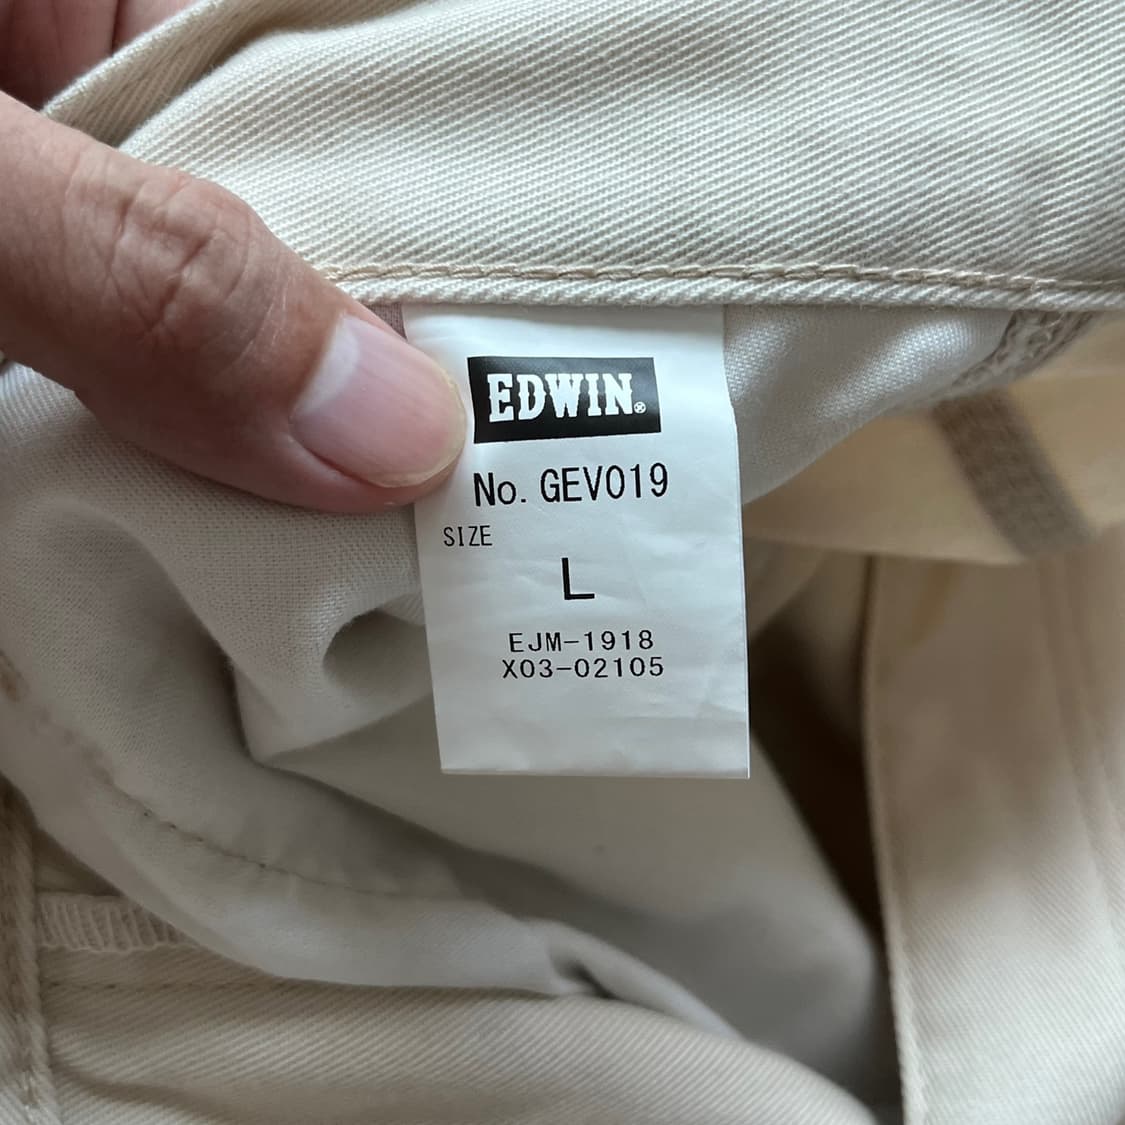 EDWIN®
No. GEV019
SIZE
L
EJM-1918
X03-02105